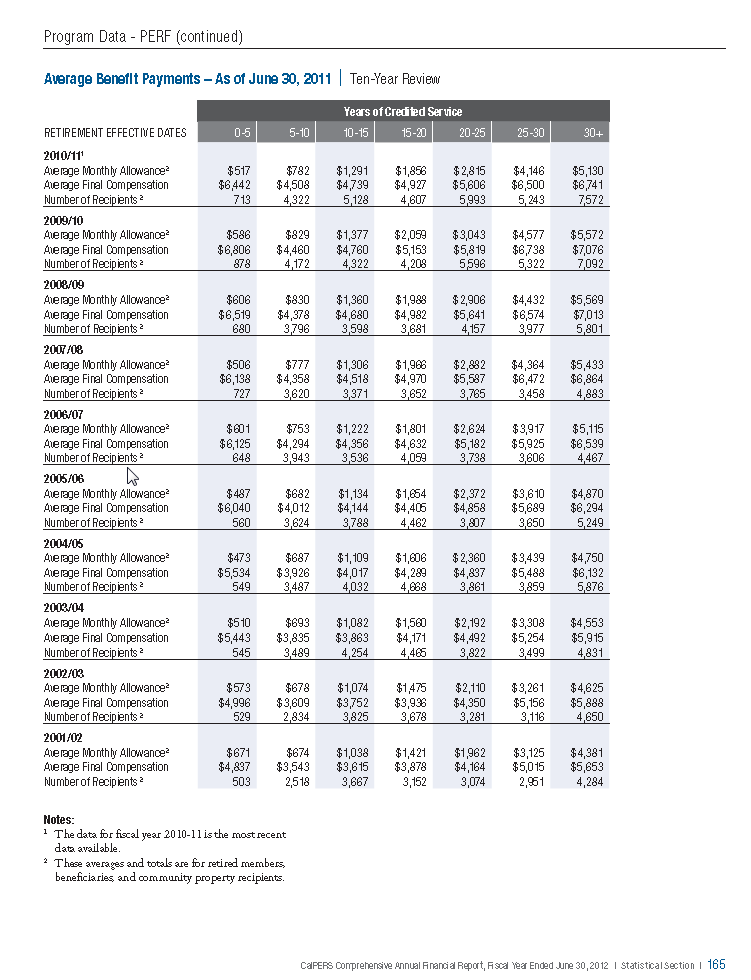 Program Data - PERF (continued)
Average Benefit Payments – As of June 30, 2011 | Ten-Year Review
Years of Credited Service
RETIREMENT EFFECTIVE DATES 0-5 5-10 10-15 15-20 20-25 25-30 30+
2010/11¹
Average Monthly Allowance² $517 $782 $1,291 $1,856 $2,815 $4,146 $5,130
Average Final Compensation $6,442 $4,508 $4,739 $4,927 $5,606 $6,500 $6,741
Number of Recipients ² 713 4,322 5,128 4,607 5,993 5,243 7,572
2009/10
Average Monthly Allowance² $586 $829 $1,377 $2,059 $3,043 $4,577 $5,572
Average Final Compensation $6,806 $4,460 $4,760 $5,153 $5,819 $6,738 $7,076
Number of Recipients ² 878 4,172 4,322 4,208 5,596 5,322 7,092
2008/09
Average Monthly Allowance² $606 $830 $1,360 $1,988 $2,906 $4,432 $5,569
Average Final Compensation $6,519 $4,378 $4,680 $4,982 $5,641 $6,574 $7,013
Number of Recipients ² 680 3,796 3,598 3,681 4,157 3,977 5,801
2007/08
Average Monthly Allowance² $506 $777 $1,306 $1,966 $2,882 $4,364 $5,433
Average Final Compensation $6,138 $4,358 $4,518 $4,970 $5,587 $6,472 $6,864
Number of Recipients ² 727 3,620 3,371 3,652 3,765 3,458 4,883
2006/07
Average Monthly Allowance² $601 $753 $1,222 $1,801 $2,624 $3,917 $5,115
Average Final Compensation $6,125 $4,294 $4,356 $4,632 $5,182 $5,925 $6,539
Number of Recipients ² 648 3,943 3,536 4,059 3,738 3,606 4,467
2005/06
Average Monthly Allowance² $487 $682 $1,134 $1,654 $2,372 $3,610 $4,870
Average Final Compensation $6,040 $4,012 $4,144 $4,405 $4,858 $5,689 $6,294
Number of Recipients ² 560 3,624 3,788 4,462 3,807 3,650 5,249
2004/05
Average Monthly Allowance² $473 $687 $1,109 $1,606 $2,360 $3,439 $4,750
Average Final Compensation $5,534 $3,926 $4,017 $4,289 $4,837 $5,488 $6,132
Number of Recipients ² 549 3,487 4,032 4,668 3,861 3,859 5,876
2003/04
Average Monthly Allowance² $510 $693 $1,082 $1,560 $2,192 $3,308 $4,553
Average Final Compensation $5,443 $3,835 $3,863 $4,171 $4,492 $5,254 $5,915
Number of Recipients ² 545 3,489 4,254 4,465 3,822 3,499 4,831
2002/03
Average Monthly Allowance² $573 $678 $1,074 $1,475 $2,110 $3,261 $4,625
Average Final Compensation $4,996 $3,609 $3,752 $3,936 $4,350 $5,156 $5,888
Number of Recipients ² 529 2,834 3,825 3,678 3,281 3,116 4,650
2001/02
Average Monthly Allowance² $671 $674 $1,038 $1,421 $1,962 $3,125 $4,381
Average Final Compensation $4,837 $3,543 $3,615 $3,878 $4,164 $5,015 $5,653
Number of Recipients ² 503 2,518 3,667 3,152 3,074 2,951 4,284
Notes:
¹ The data for fiscal year 2010-11 is the most recent
data available.
² These averages and totals are for retired members,
beneficiaries, and community property recipients.
CalPERS Comprehensive Annual Financial Report, Fiscal Year Ended June 30, 2012 | Statistical Section | 165